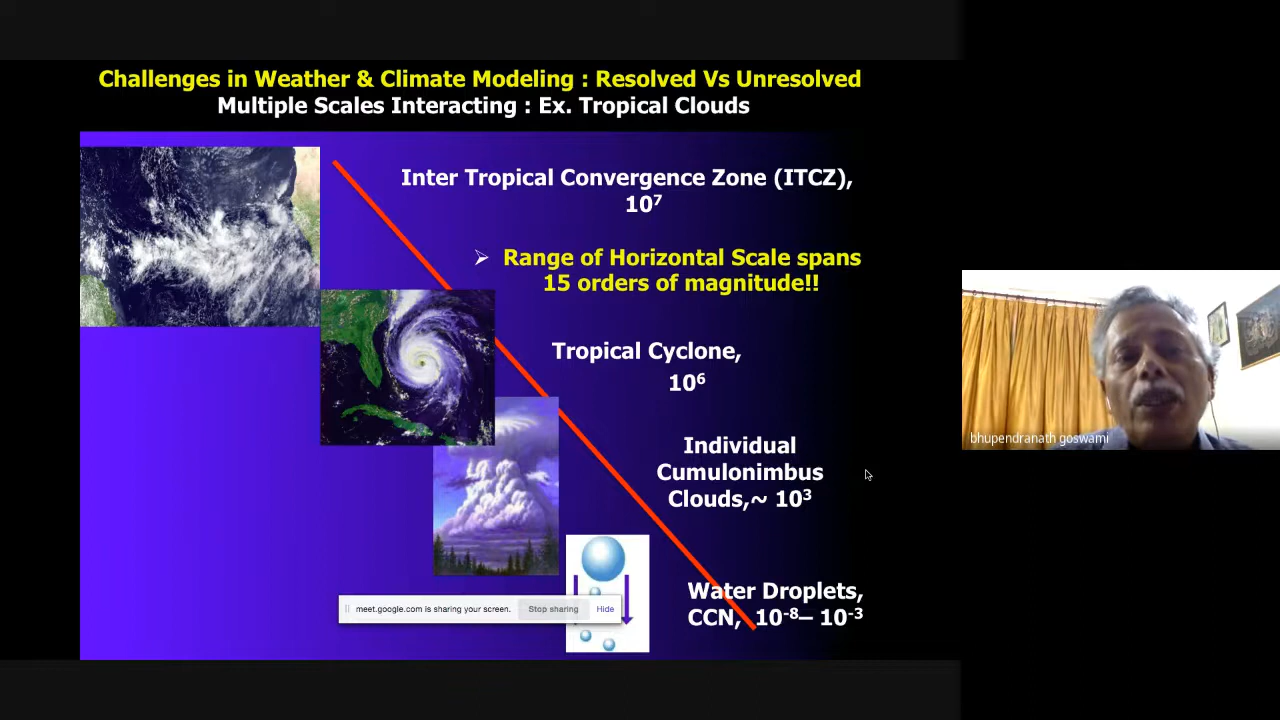 Challenges in Weather & Climate Modeling : Resolved Vs Unresolved
Multiple Scales Interacting : Ex. Tropical Clouds
Inter Tropical Convergence Zone (ITCZ),
10⁷
➢ Range of Horizontal Scale spans
15 orders of magnitude!!
Tropical Cyclone,
10⁶
Individual
Cumulonimbus
Clouds,~ 10³
Water Droplets,
CCN, 10⁻⁸– 10⁻³
meet.google.com is sharing your screen. Stop sharing Hide
bhupendranath goswami